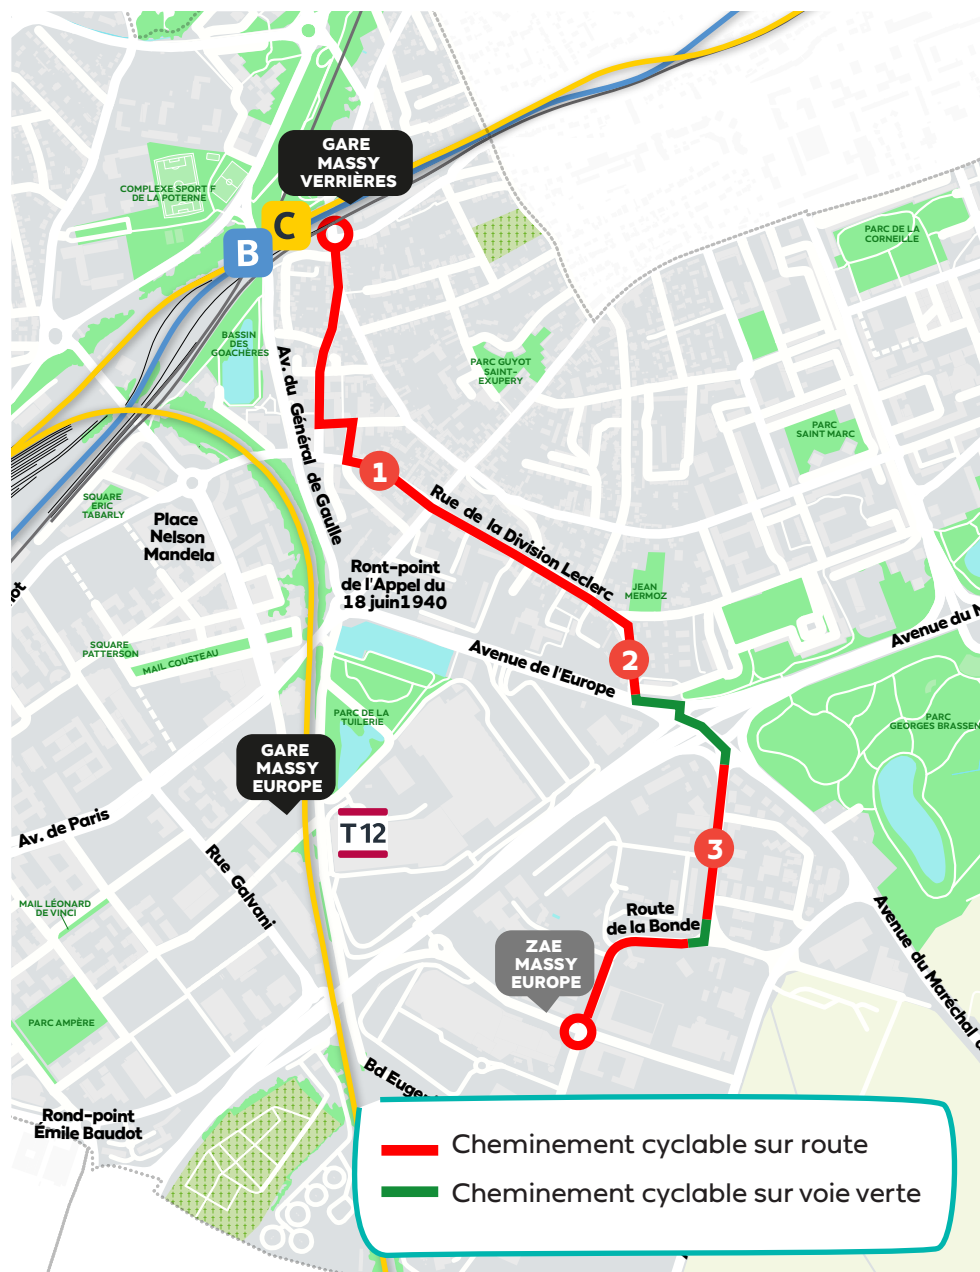 GARE
MASSY
VERRIÈRES
COMPLEXE SPORT F
DE LA POTERNE
C
B
PARC DE LA
CORNEILLE
BASSIN
DES
GOACHÈRES
PARC GUYOT
SAINT-
EXUPERY
Av. du Général de Gaulle
PARC
SAINT MARC
1
SQUARE
ERIC
TABARLY
Place
Nelson
Mandela
Rue de la Division Leclerc
Ront-point
de l'Appel du
18 juin1940
JEAN
MERMOZ
ot
SQUARE
PATTERSON
MAIL COUSTEAU
Avenue de l'Europe
2
Avenue du N
PARC DE LA
TUILERIE
PARC
GEORGES BRASSEN
GARE
MASSY
EUROPE
T12
Av. de Paris
3
Rue Galvani
MAIL LÉONARD
DE VINCI
Route
de la Bonde
Avenue du Maréchal
ZAE
MASSY
EUROPE
PARC AMPÈRE
Bd Euge
Rond-point
Émile Baudot
Cheminement cyclable sur route
Cheminement cyclable sur voie verte